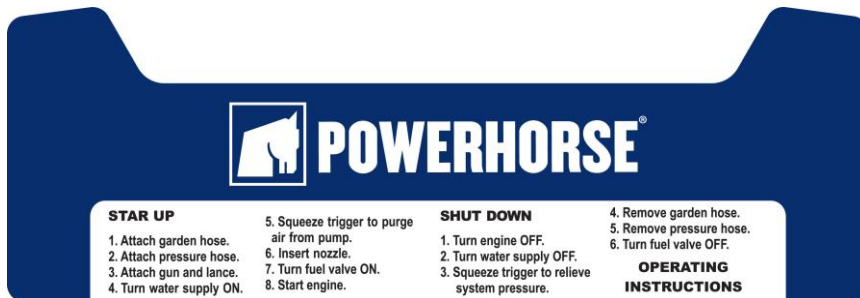 POWERHORSE®
STAR UP
1. Attach garden hose.
2. Attach pressure hose.
3. Attach gun and lance.
4. Turn water supply ON.
5. Squeeze trigger to purge
air from pump.
6. Insert nozzle.
7. Turn fuel valve ON.
8. Start engine.
SHUT DOWN
1. Turn engine OFF.
2. Turn water supply OFF.
3. Squeeze trigger to relieve
system pressure.
4. Remove garden hose.
5. Remove pressure hose.
6. Turn fuel valve OFF.
OPERATING
INSTRUCTIONS